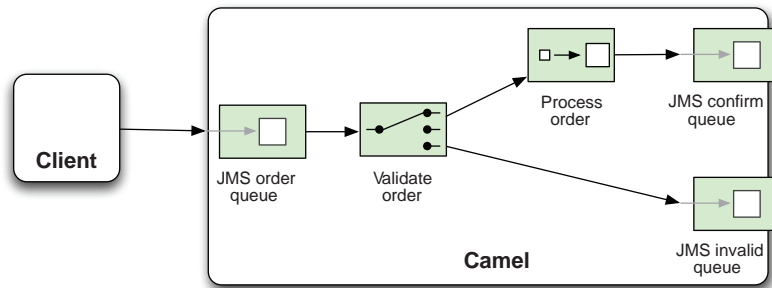 Process
order
JMS confirm
queue
Client
JMS order
queue
Validate
order
JMS invalid
queue
Camel